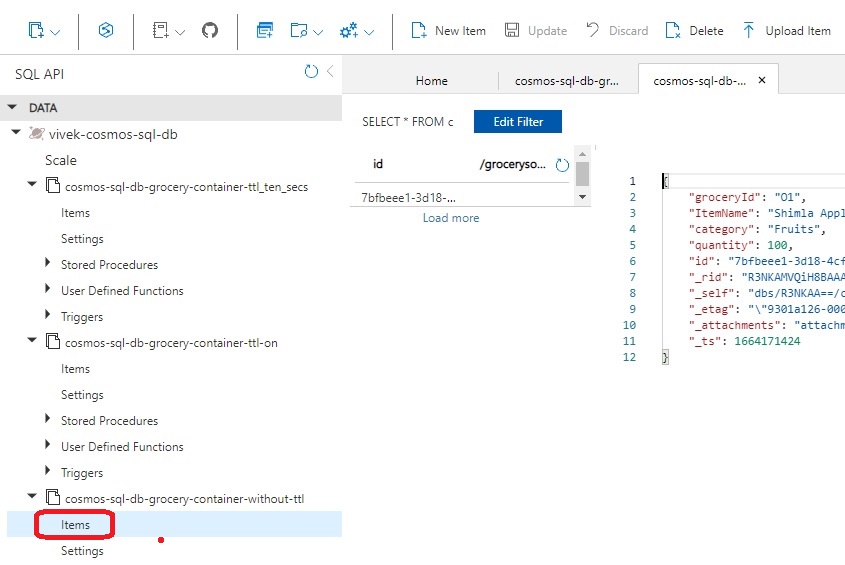 New Item Update Discard Delete Upload Item
SQL API
DATA
vivek-cosmos-sql-db
Scale
cosmos-sql-db-grocery-container-ttl_ten_secs
Items
Settings
Stored Procedures
User Defined Functions
Triggers
cosmos-sql-db-grocery-container-ttl-on
Items
Settings
Stored Procedures
User Defined Functions
Triggers
cosmos-sql-db-grocery-container-without-ttl
Items
Settings
Home cosmos-sql-db-gr... cosmos-sql-db-...
SELECT * FROM c Edit Filter
id /groceryso...
7bfbeee1-3d18-...
Load more
1 {
2 "groceryId": "O1",
3 "ItemName": "Shimla Appl
4 "category": "Fruits",
5 "quantity": 100,
6 "id": "7bfbeee1-3d18-4cf
7 "_rid": "R3NKAMVQiH8BAAA
8 "_self": "dbs/R3NKAA==/c
9 "_etag": "\"9301a126-000
10 "_attachments": "attachm
11 "_ts": 1664171424
12 }